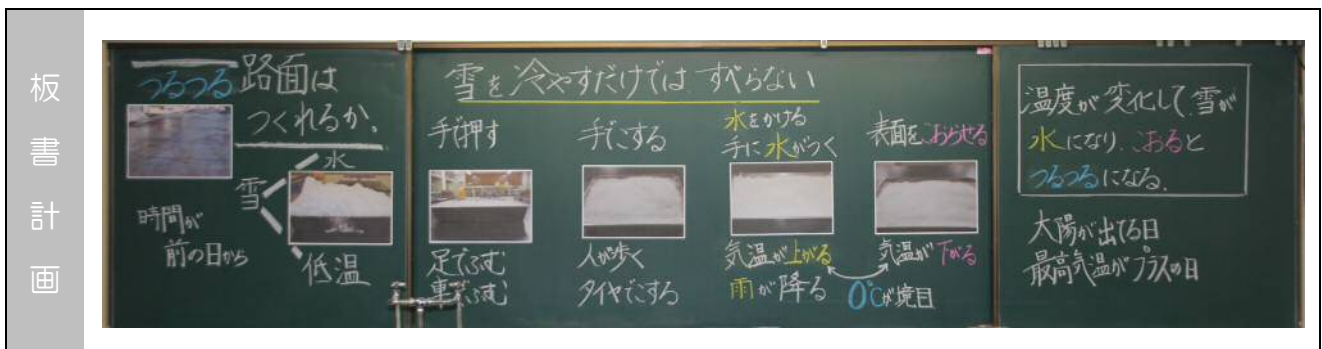 板書計画
つるつる路面は
つくれるか。
水
雪
低温
時間が
前の日から
雪を冷やすだけでは すべらない
手で押す
足でふむ
車でふむ
手でこする
人が歩く
タイヤでこする
水をかける
手に水がつく
気温が上がる
雨が降る
表面をこおらせる
気温が下がる
0℃が境目
温度が変化して、雪が
水になり、こおると
つるつるになる。
太陽が出てる日
最高気温がプラスの日